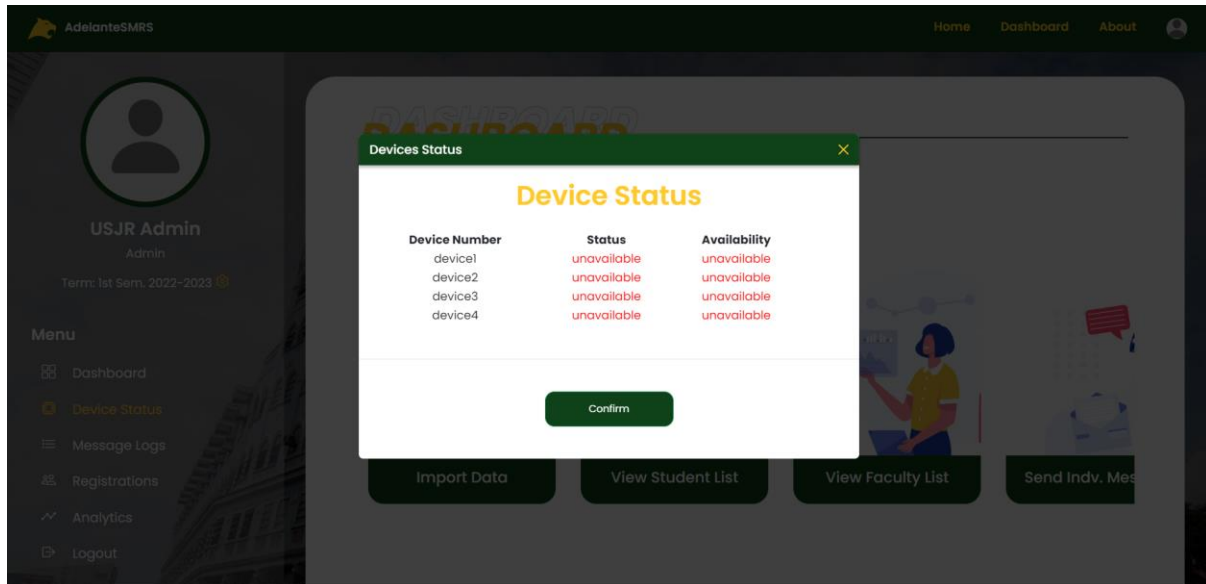 AdelanteSMRS
Home Dashboard About
DASHBOARD
DASHBOARD
Devices Status
Device Status
Device Number Status Availability
device1 unavailable unavailable
device2 unavailable unavailable
device3 unavailable unavailable
device4 unavailable unavailable
Confirm
USJR Admin
Admin
Term: 1st Sem. 2022-2023
Menu
Dashboard
Device Status
Message Logs
Registrations
Analytics
Logout
Import Data
View Student List
View Faculty List
Send Indv. Mes